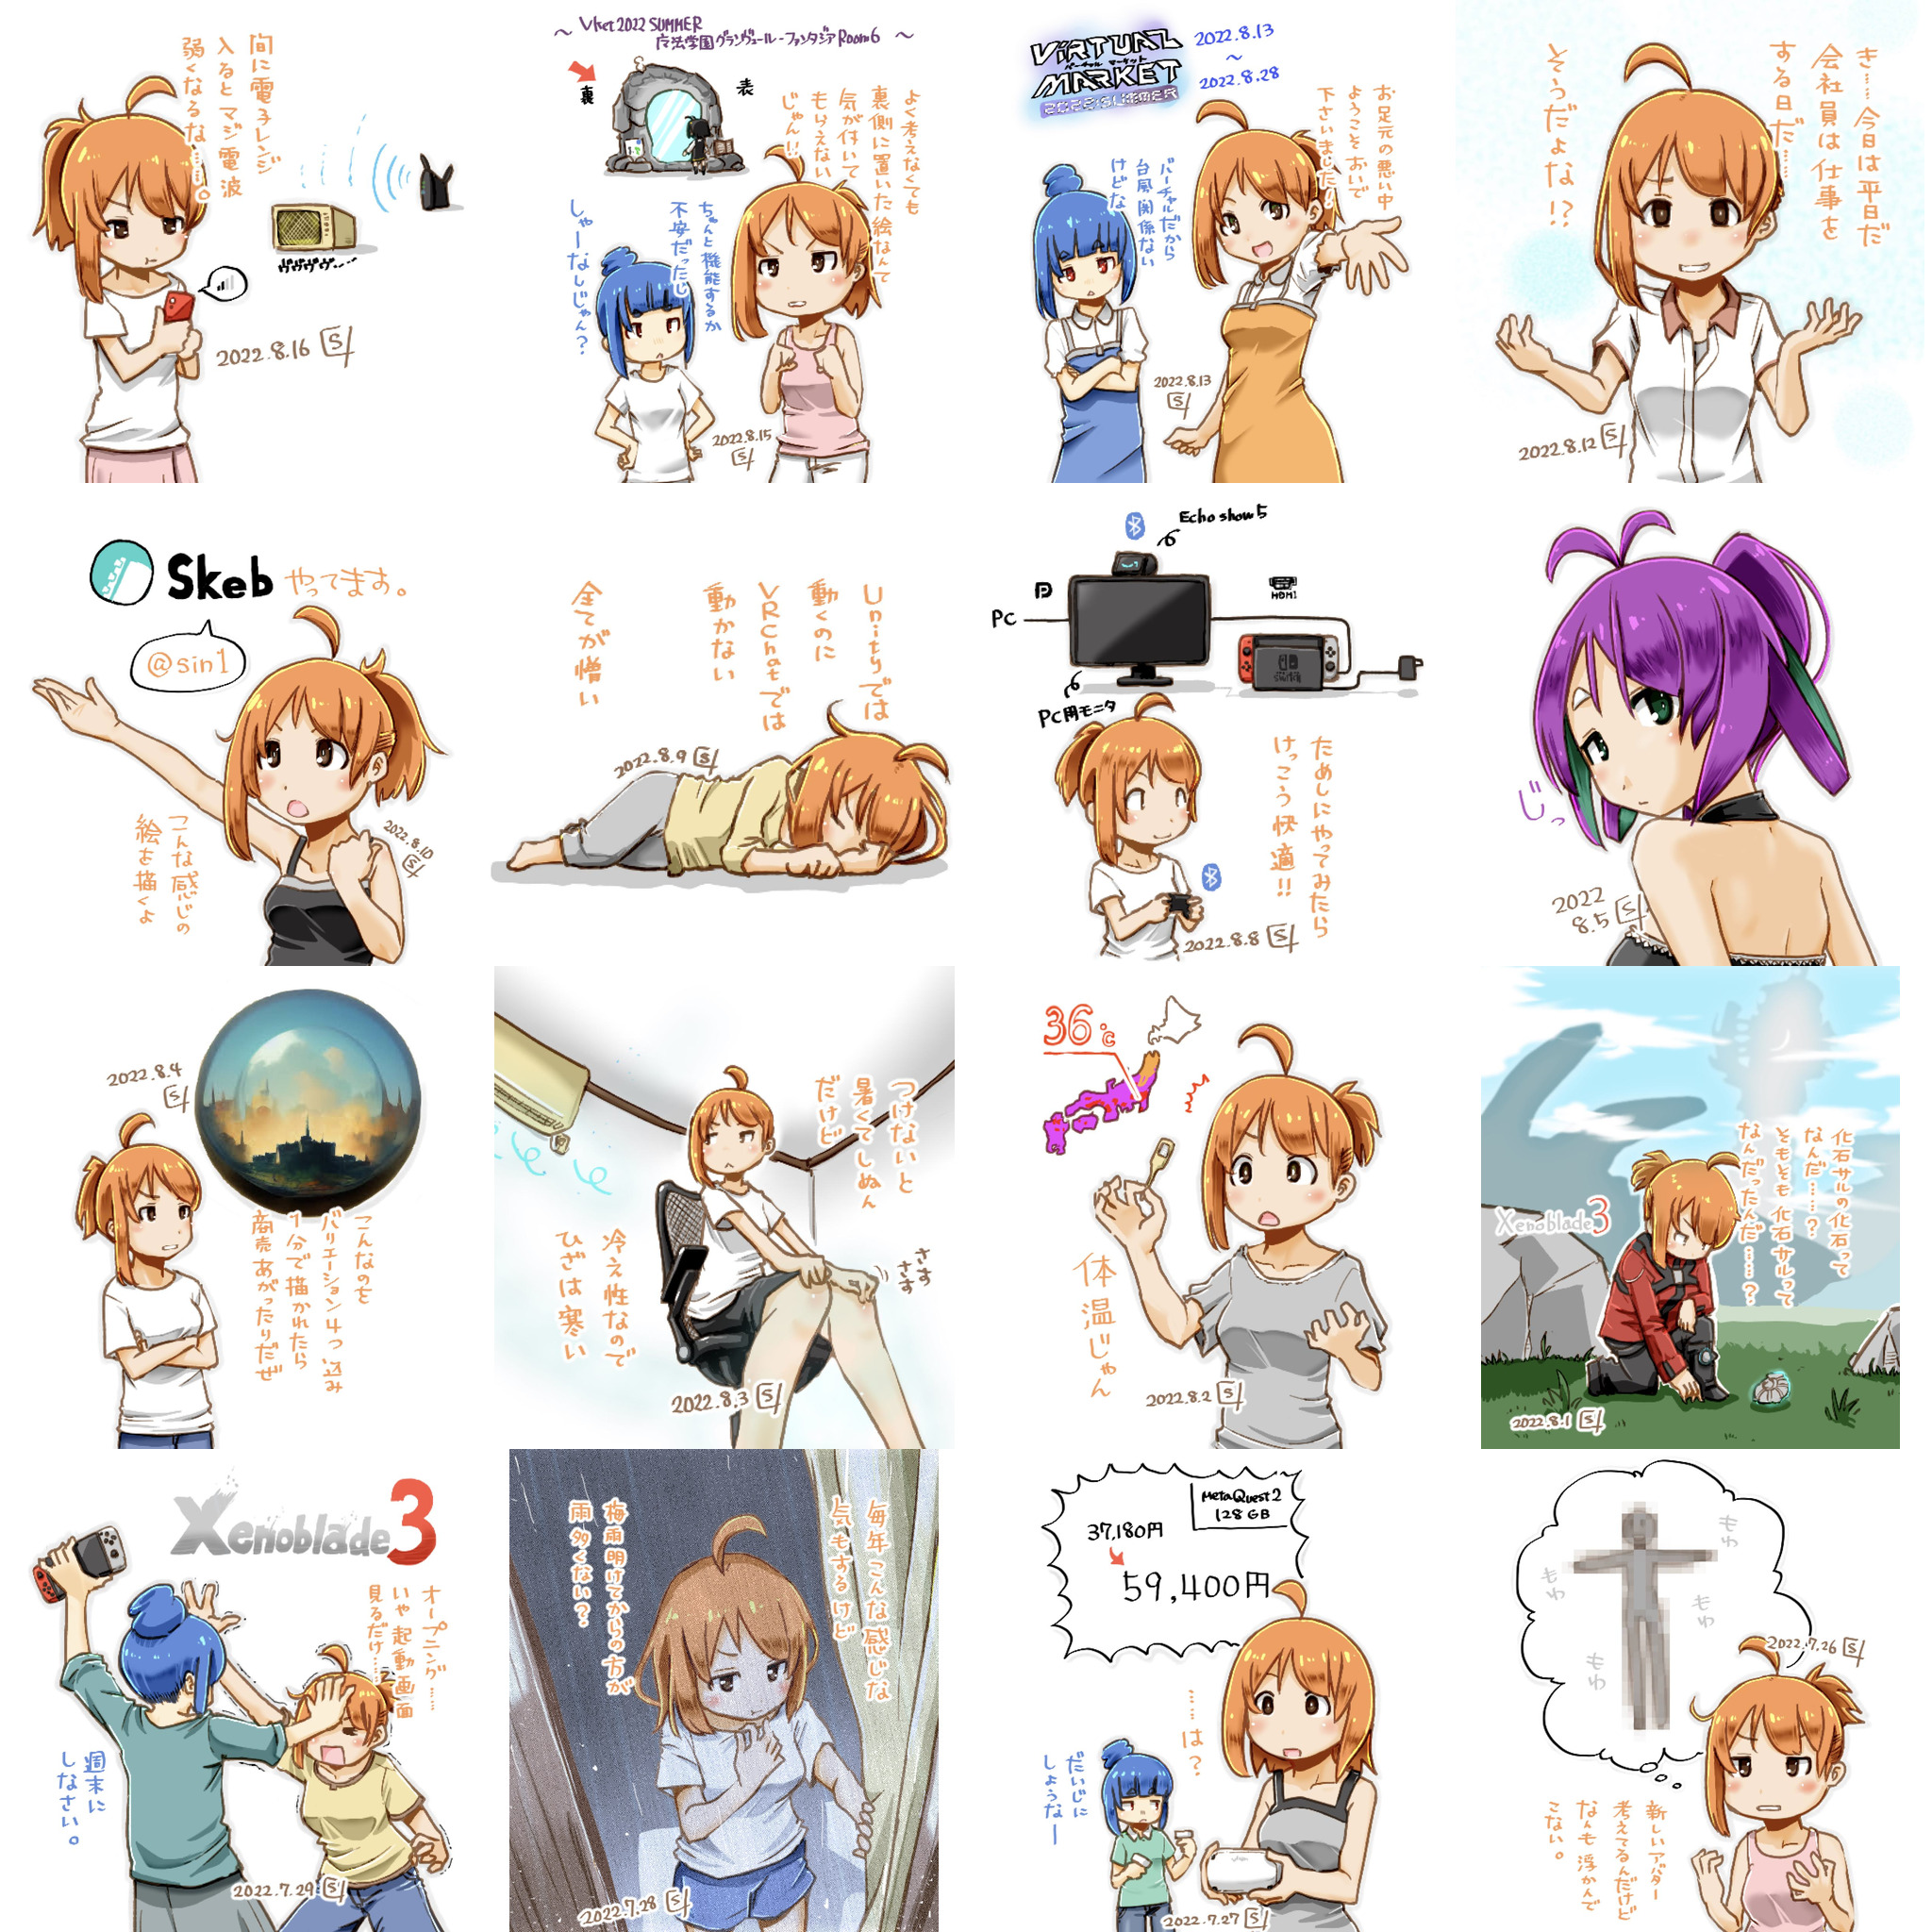 間に電子レンジ
入るとマジ電波
弱くなるな……。
ヴヴヴヴ……
2022.8.16
～Vket2022 SUMMER
魔法学園グランヴェール-ファンタジア Room6～
裏
表
よく考えなくても
裏側に置いた絵なんて
気が付いて
もらえない
じゃん!!
ちゃんと機能するか
不安だったし
しゃーなしじゃん?
2022.8.15
ViRTUAL
バーチャル マーケット
MARKET
2022 SUMMER
2022.8.13
～
2022.8.28
お足元の悪い中
ようこそおいで
下さいました!
バーチャルだから
台風関係ない
けどな
2022.8.13
き……今日は平日だ
会社員は仕事を
する日だ……
そうだよな!?
2022.8.12
Skeb やってます。
@sin1
こんな感じの
絵を描くよ
2022.8.10
Unityでは
動くのに
VRChatでは
動かない
全てが憎い
2022.8.9
Echo show5
PC
HDMI
SWITCH
PC用モニタ
ためしにやってみたら
けっこう快適!!
2022.8.8
じっ
2022
8.5
2022.8.4
こんなのを
バリエーション4つ込み
1分で描かれたら
商売あがったりだぜ
つけないと
暑くてしぬん
だけど
冷え性なので
ひざは寒い
さす
さす
2022.8.3
36℃
体温じゃん
2022.8.2
化石サルの化石って
なんだ……?
そもそも化石サルって
なんだったんだ……?
Xenoblade3
2022.8.1
Xenoblade3
オープニング……
いや起動画面
見るだけ……
週末に
しなさい。
2022.7.29
毎年こんな感じな
気もするけど
梅雨明けてからの方が
雨多くない?
2022.7.28
Meta Quest2
128GB
37,180円
59,400円
……は?
だいじに
しような―
2022.7.27
もわ
もわ
もわ
もわ
2022.7.26
新しいアバター
考えてるんだけど
なんも浮かんで
こない。